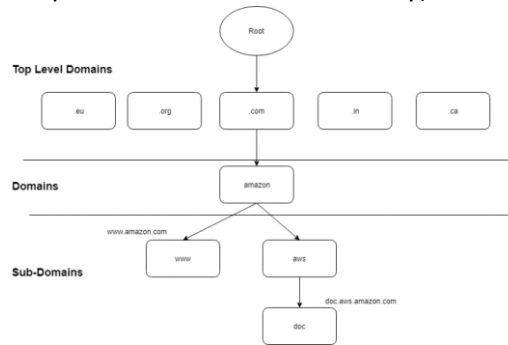 Root
Top Level Domains
.eu
.org
.com
.in
.ca
Domains
amazon
www.amazon.com
www
aws
Sub-Domains
doc.aws.amazon.com
doc